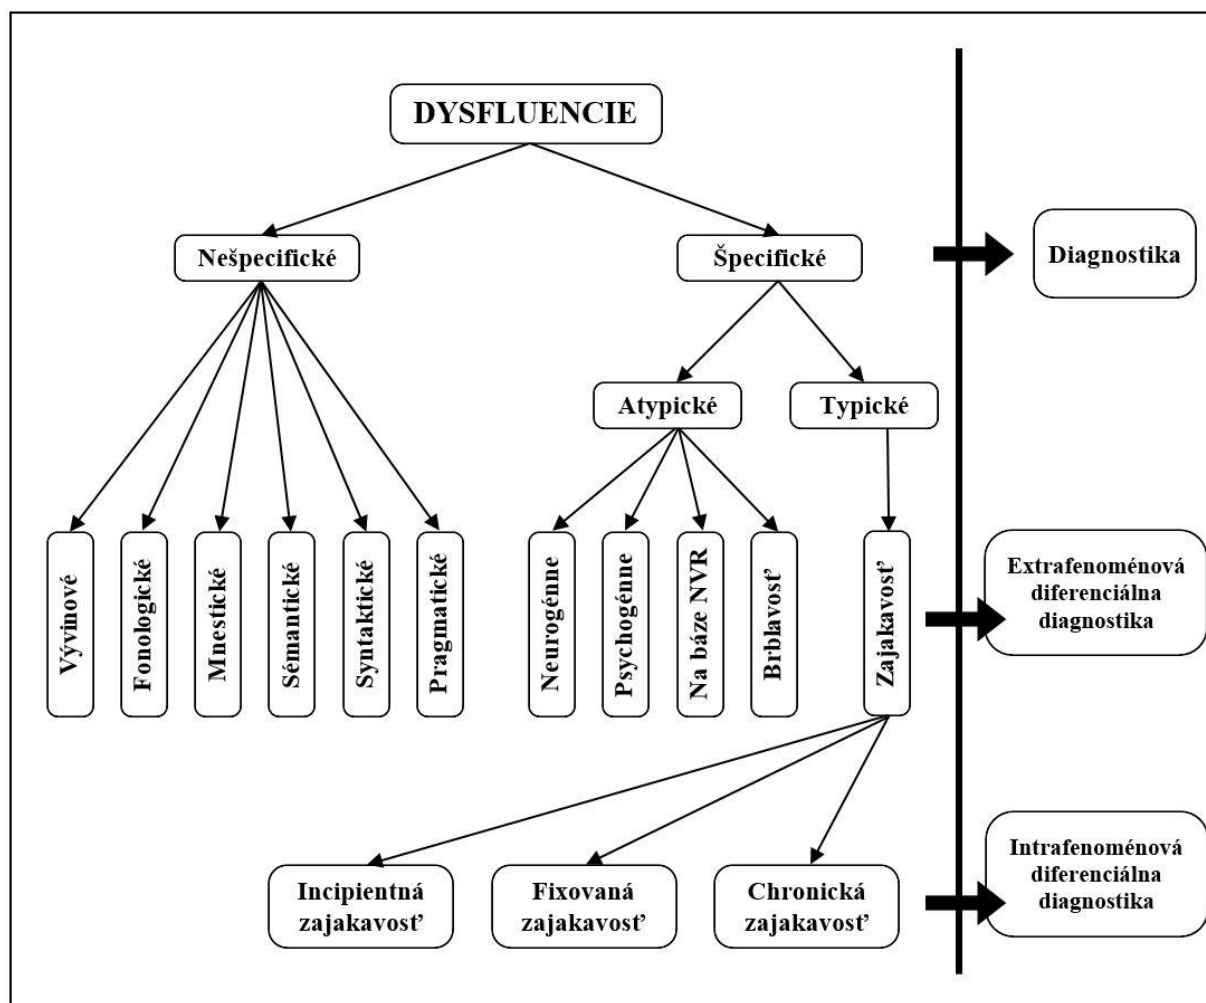 DYSFLUENCIE
Nešpecifické
Špecifické
Diagnostika
Atypické
Typické
Vývinové
Fonologické
Mnestické
Sémantické
Syntaktické
Pragmatické
Neurogénne
Psychogénne
Na báze NVR
Brblavosť
Zajakavosť
Extrafenoménová
diferenciálna
diagnostika
Incipientná
zajakavosť
Fixovaná
zajakavosť
Chronická
zajakavosť
Intrafenoménová
diferenciálna
diagnostika